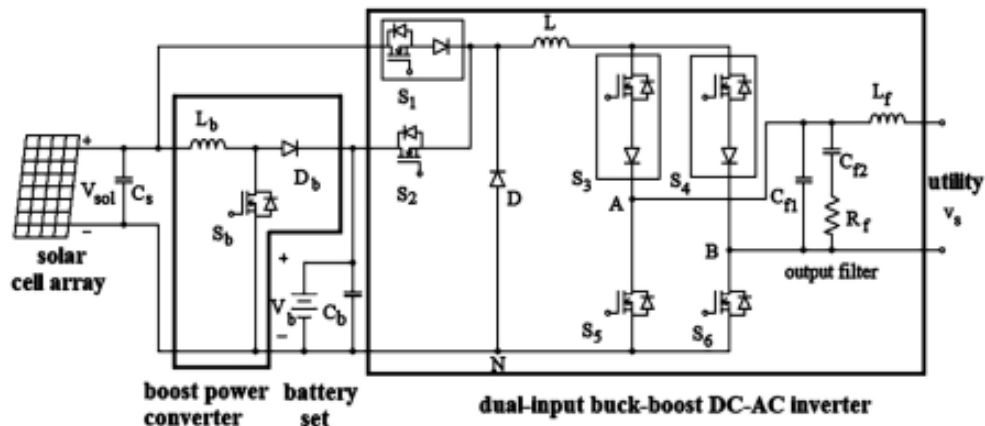 L
S1
Lb
Db
S2
D
S3
S4
A
B
Lf
Cf2
Cf1
Rf
utility
vs
output filter
+
Vsol
Cs
−
Sb
solar
cell array
+
Vb
Cb
−
S5
S6
N
boost power
converter
battery
set
dual-input buck-boost DC-AC inverter